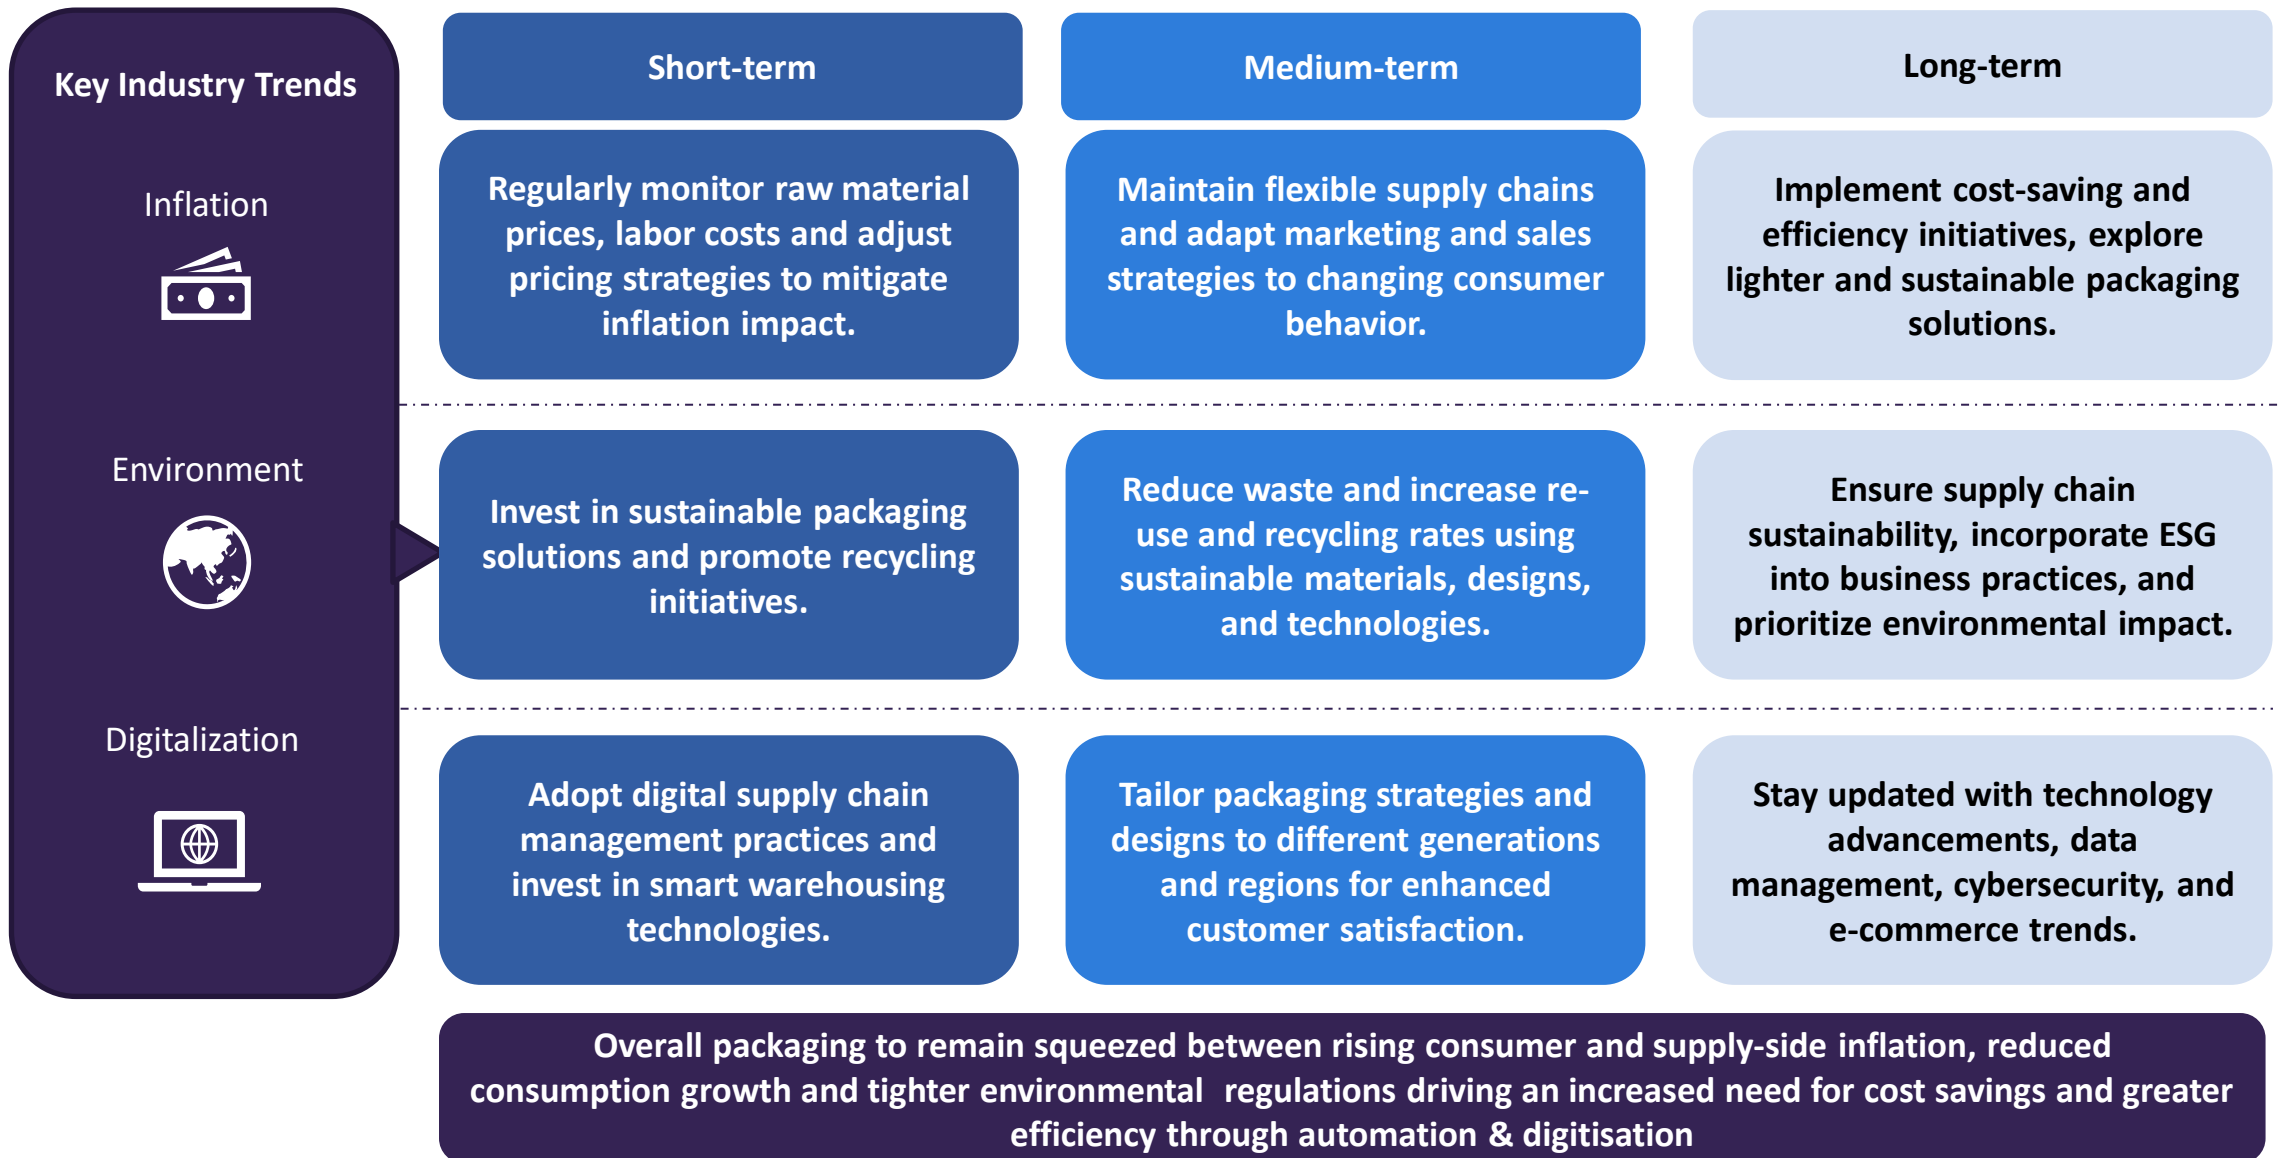 Key Industry Trends
Short-term
Medium-term
Long-term
Inflation
Regularly monitor raw material
prices, labor costs and adjust
pricing strategies to mitigate
inflation impact.
Maintain flexible supply chains
and adapt marketing and sales
strategies to changing consumer
behavior.
Implement cost-saving and
efficiency initiatives, explore
lighter and sustainable packaging
solutions.
Environment
Invest in sustainable packaging
solutions and promote recycling
initiatives.
Reduce waste and increase re-
use and recycling rates using
sustainable materials, designs,
and technologies.
Ensure supply chain
sustainability, incorporate ESG
into business practices, and
prioritize environmental impact.
Digitalization
Adopt digital supply chain
management practices and
invest in smart warehousing
technologies.
Tailor packaging strategies and
designs to different generations
and regions for enhanced
customer satisfaction.
Stay updated with technology
advancements, data
management, cybersecurity, and
e-commerce trends.
Overall packaging to remain squeezed between rising consumer and supply-side inflation, reduced
consumption growth and tighter environmental  regulations driving an increased need for cost savings and greater
efficiency through automation & digitisation